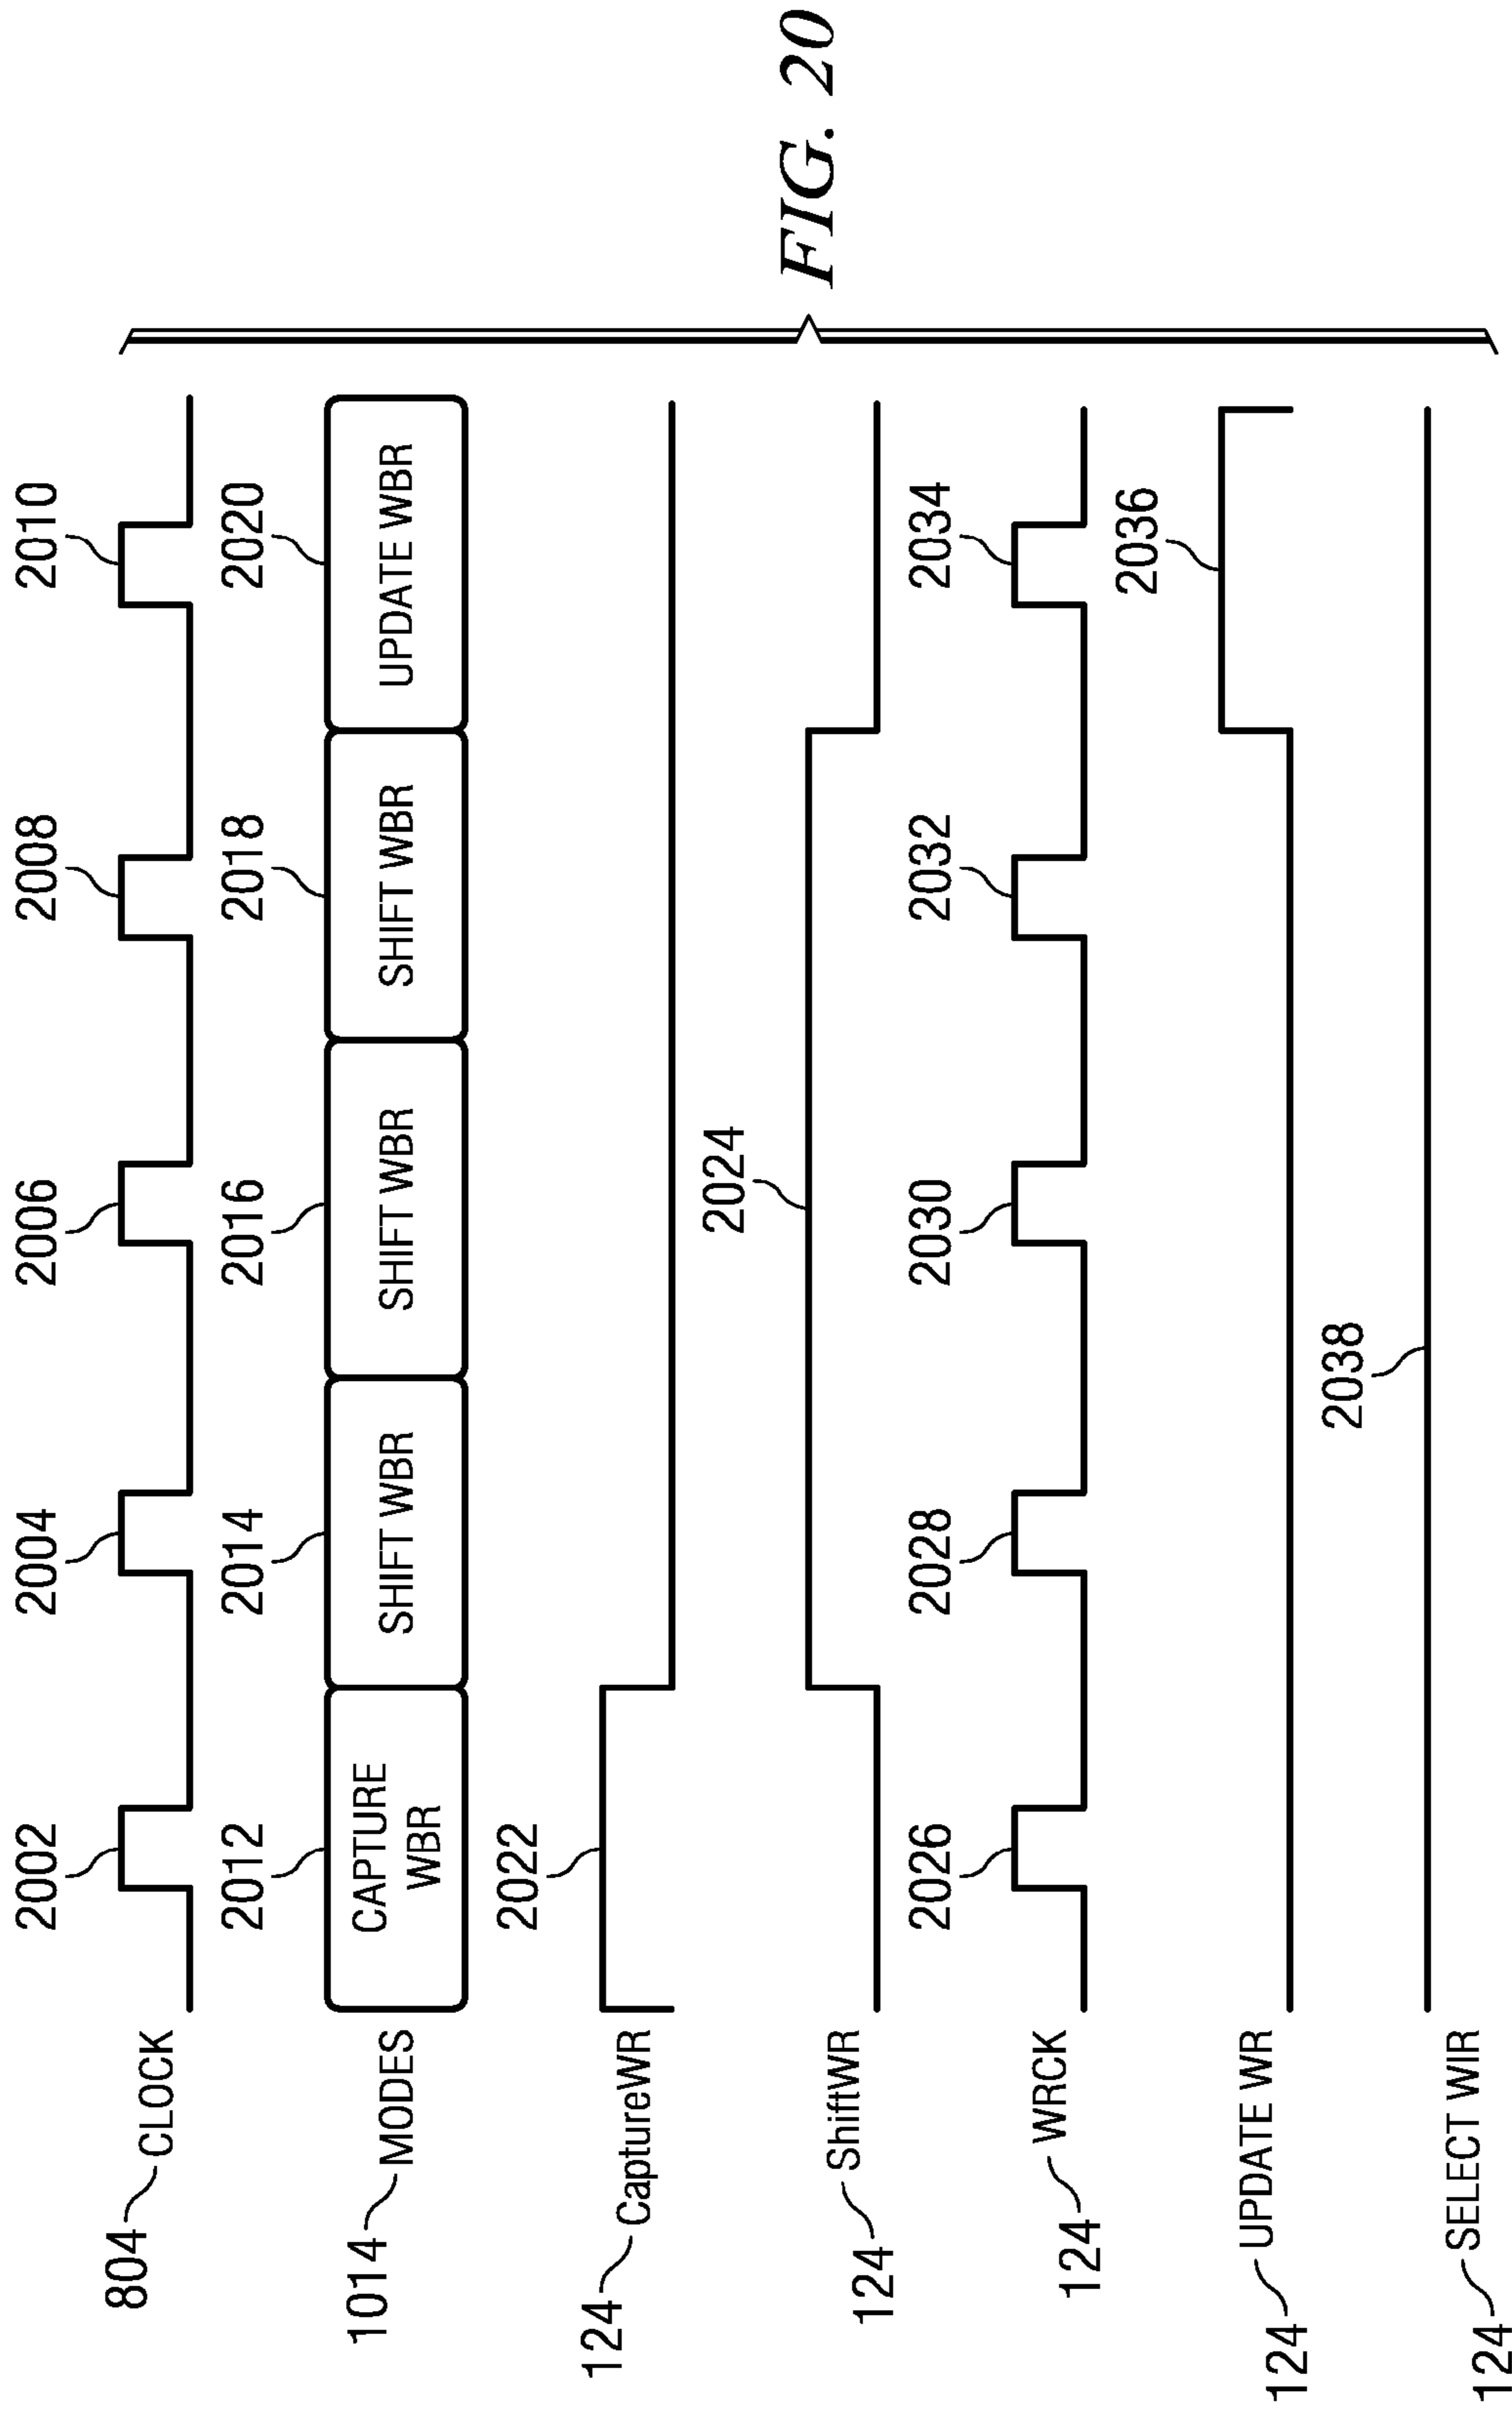 2002 2004 2006 2008 2010
804 CLOCK
2012 2014 2016 2018 2020
1014 MODES
CAPTURE
WBR
SHIFT WBR
SHIFT WBR
SHIFT WBR
UPDATE WBR
2022
124 CaptureWR
2024
124 ShiftWR
2026 2028 2030 2032 2034
124 WRCK
2036
124 UPDATE WR
2038
124 SELECT WIR
FIG. 20